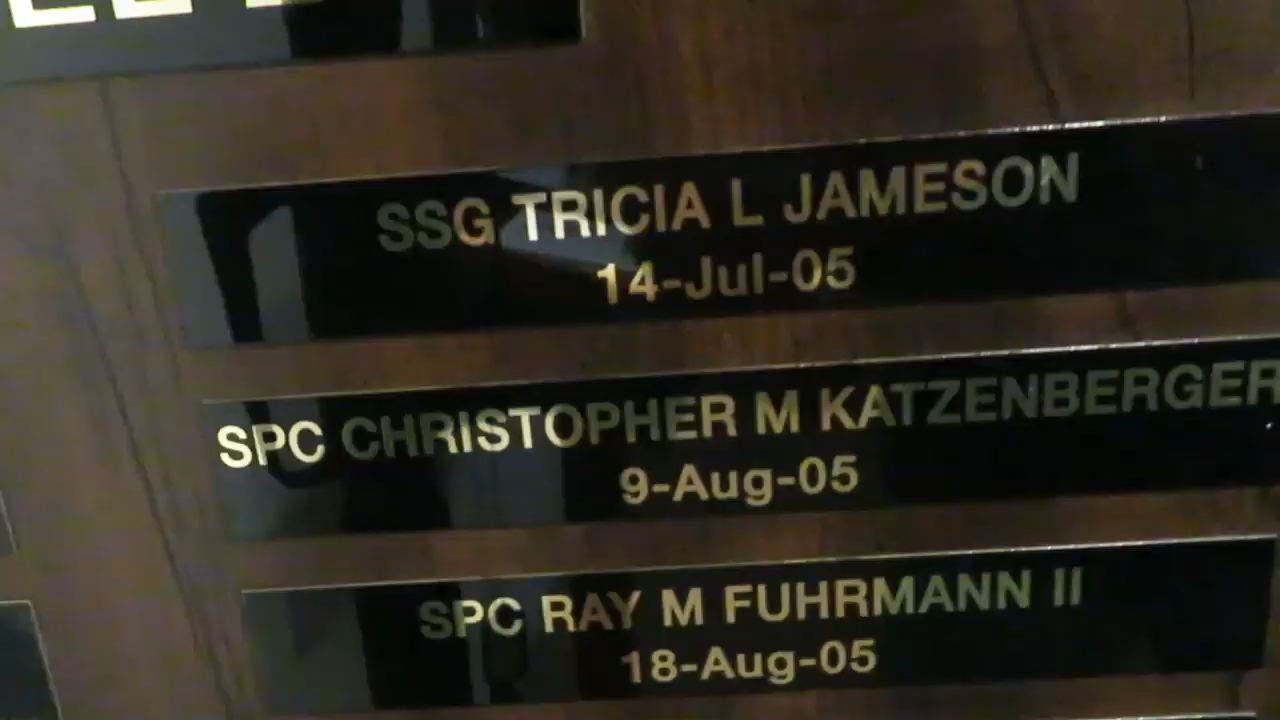 SSG TRICIA L JAMESON
14-Jul-05
SPC CHRISTOPHER M KATZENBERGER
9-Aug-05
SPC RAY M FUHRMANN II
18-Aug-05